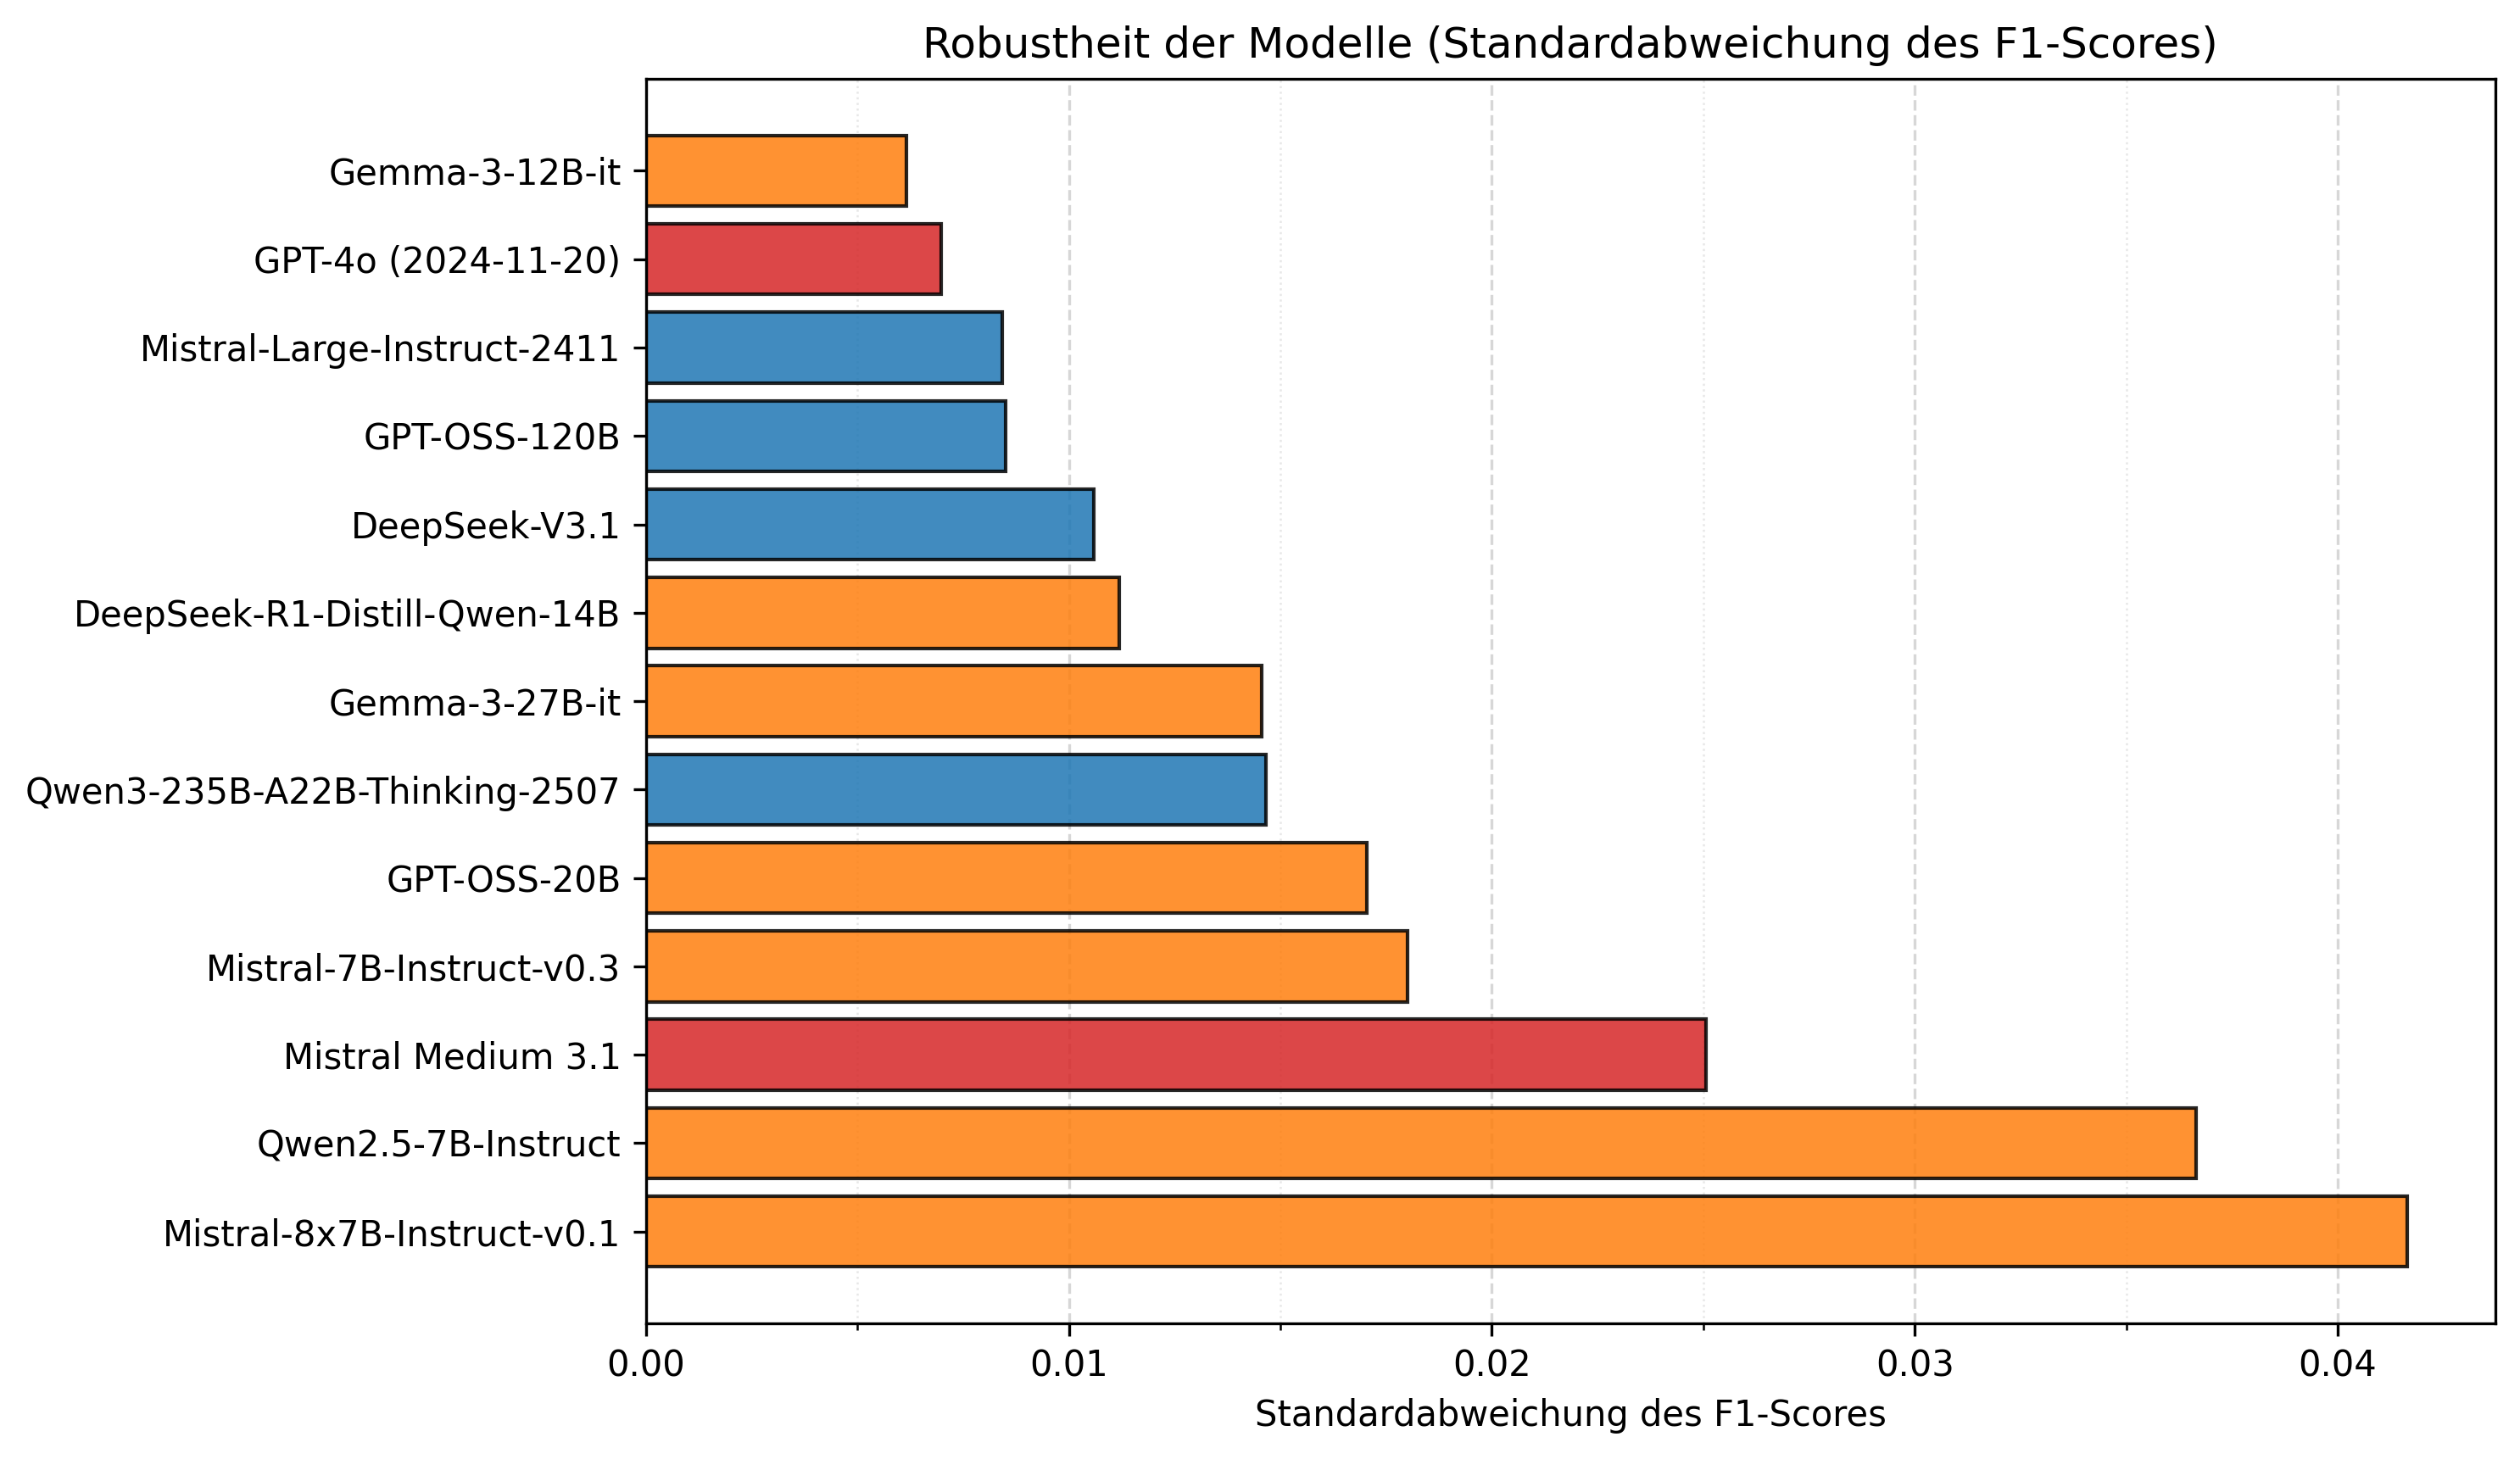 Robustheit der Modelle (Standardabweichung des F1-Scores)
Gemma-3-12B-it
GPT-4o (2024-11-20)
Mistral-Large-Instruct-2411
GPT-OSS-120B
DeepSeek-V3.1
DeepSeek-R1-Distill-Qwen-14B
Gemma-3-27B-it
Qwen3-235B-A22B-Thinking-2507
GPT-OSS-20B
Mistral-7B-Instruct-v0.3
Mistral Medium 3.1
Qwen2.5-7B-Instruct
Mistral-8x7B-Instruct-v0.1
0.00 0.01 0.02 0.03 0.04
Standardabweichung des F1-Scores